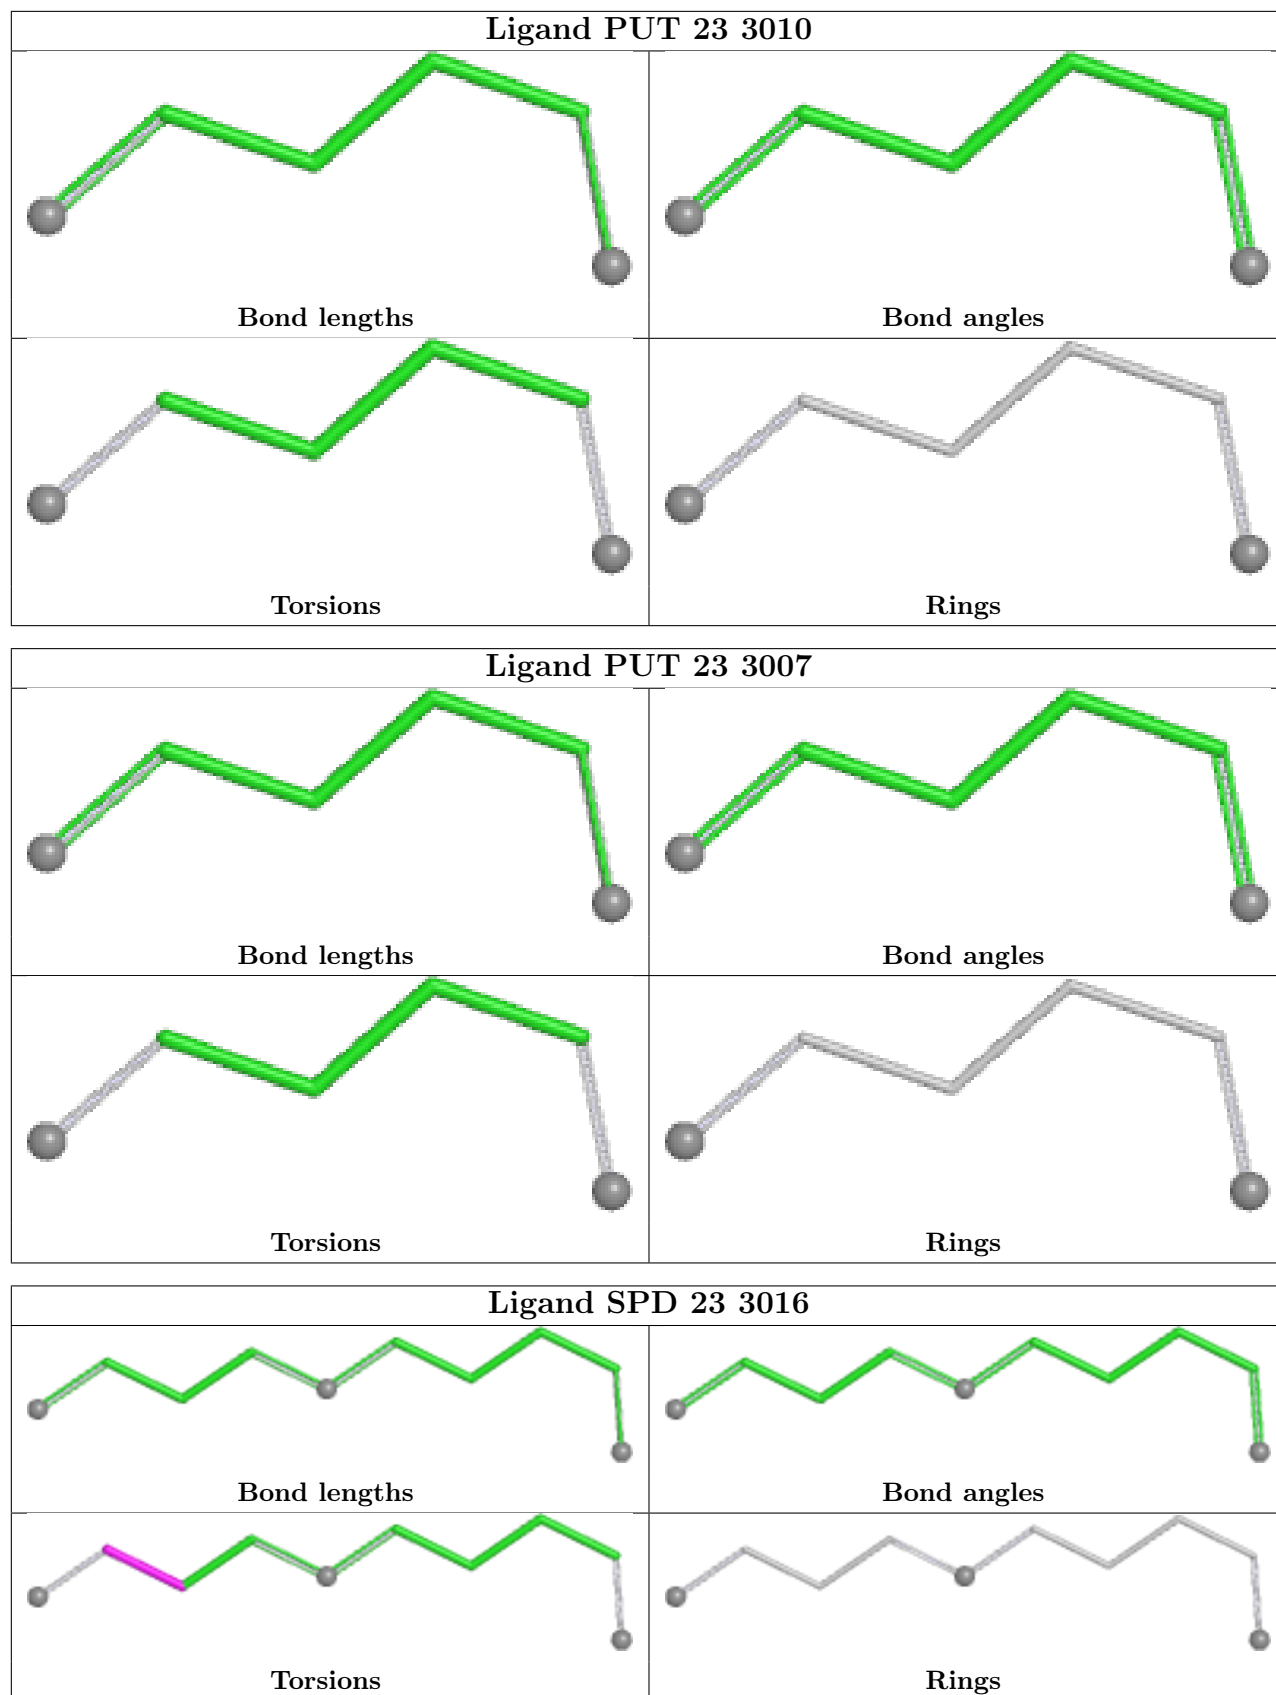 Ligand PUT 23 3010
Bond lengths
Bond angles
Torsions
Rings
Ligand PUT 23 3007
Bond lengths
Bond angles
Torsions
Rings
Ligand SPD 23 3016
Bond lengths
Bond angles
Torsions
Rings